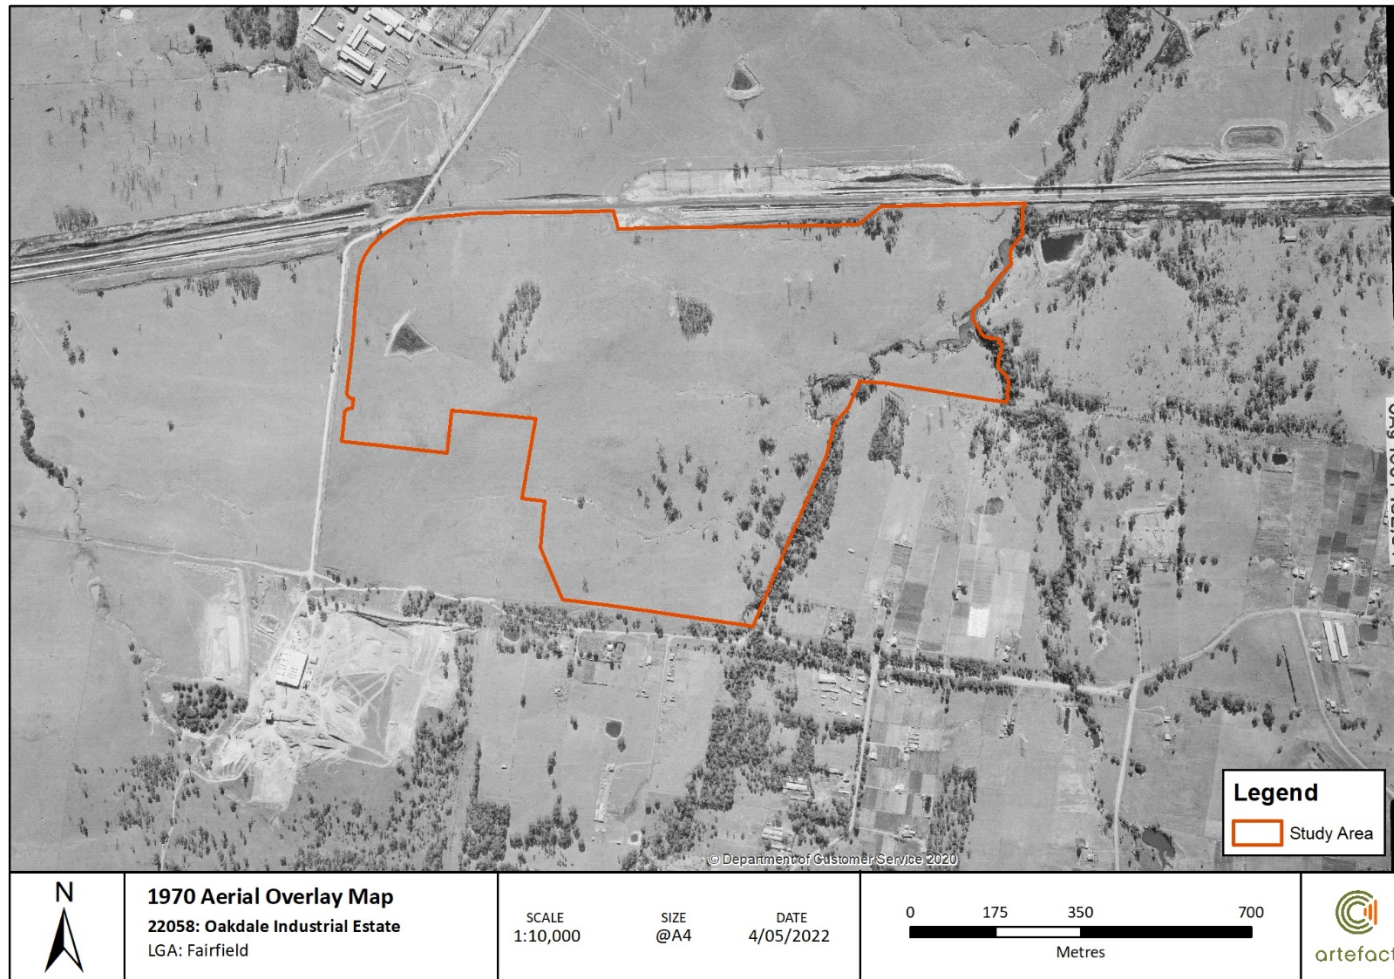 © Department of Customer Service 2020
Legend
Study Area
N
1970 Aerial Overlay Map
22058: Oakdale Industrial Estate
LGA: Fairfield
SCALE
1:10,000
SIZE
@A4
DATE
4/05/2022
0 175 350 700
Metres
artefact